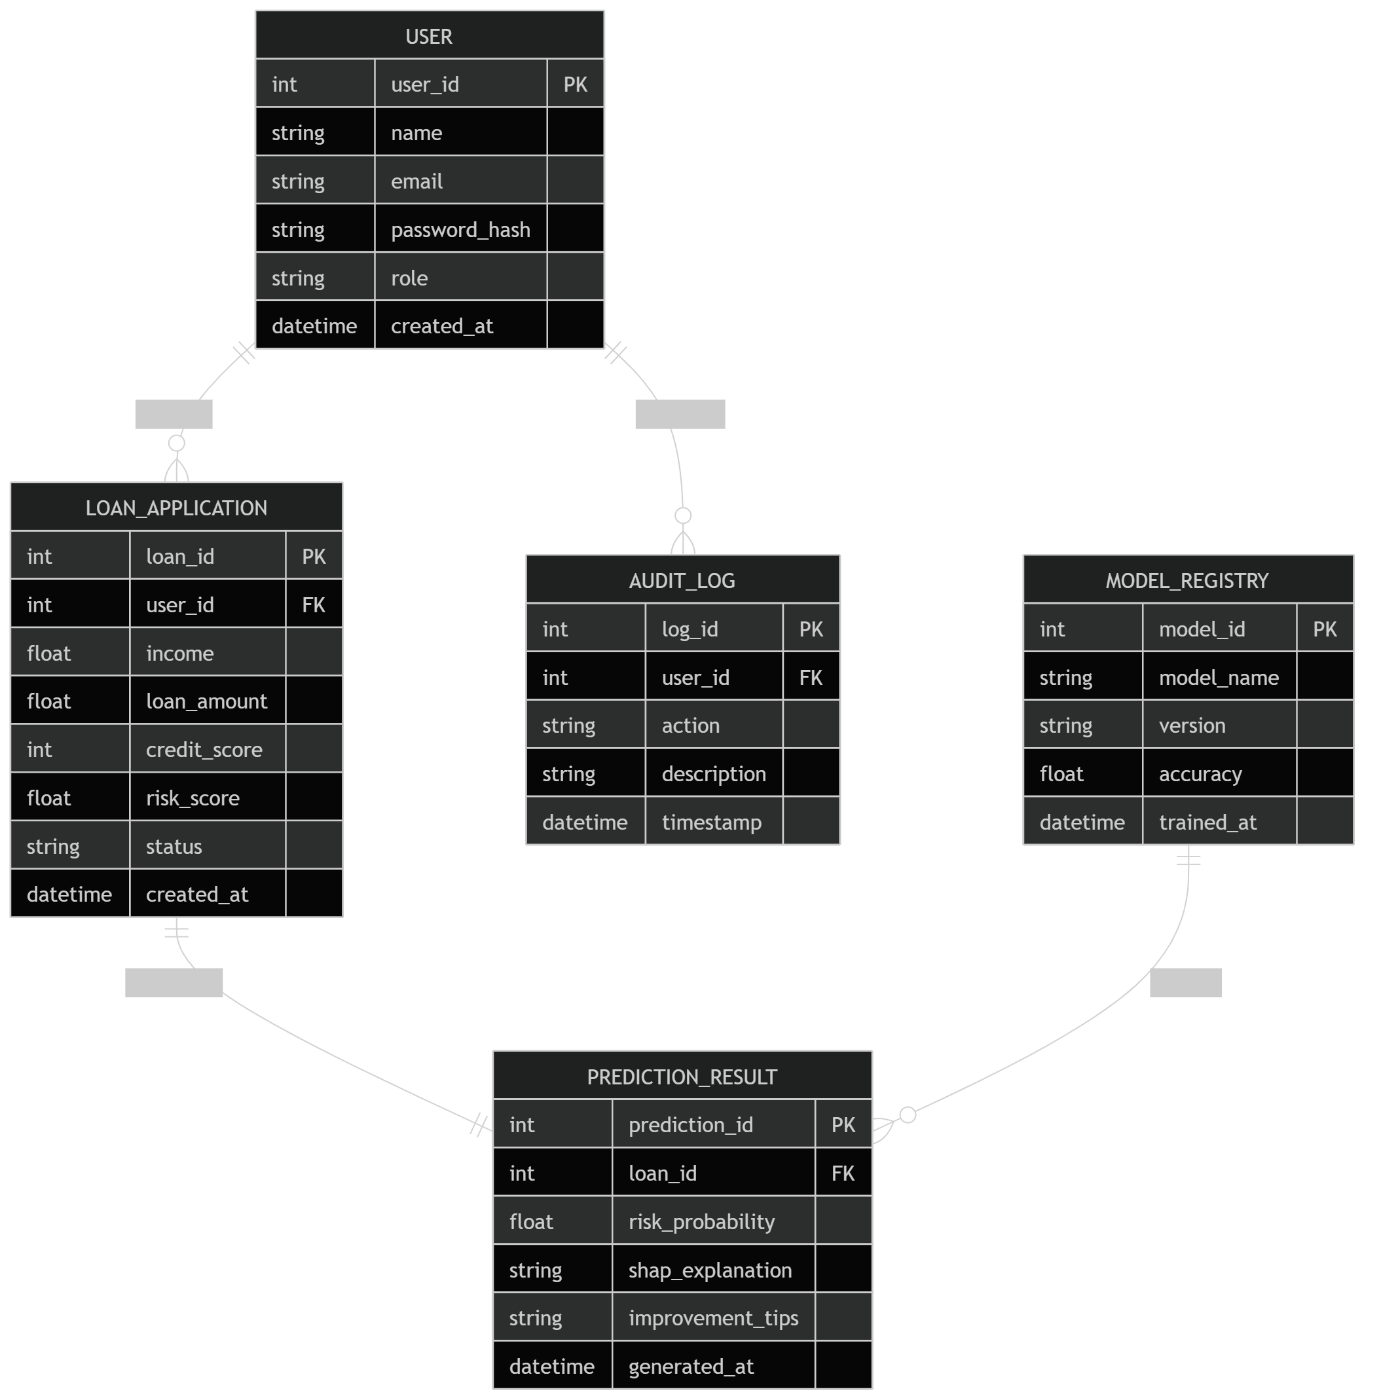 USER
int user_id PK
string name
string email
string password_hash
string role
datetime created_at
LOAN_APPLICATION
int loan_id PK
int user_id FK
float income
float loan_amount
int credit_score
float risk_score
string status
datetime created_at
AUDIT_LOG
int log_id PK
int user_id FK
string action
string description
datetime timestamp
MODEL_REGISTRY
int model_id PK
string model_name
string version
float accuracy
datetime trained_at
PREDICTION_RESULT
int prediction_id PK
int loan_id FK
float risk_probability
string shap_explanation
string improvement_tips
datetime generated_at